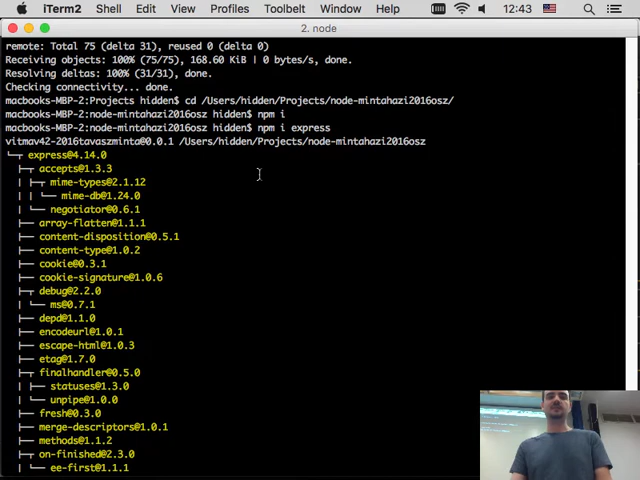 iTerm2 Shell Edit View Profiles Toolbelt Window Help 12:43
2. node
remote: Total 75 (delta 31), reused 0 (delta 0)
Receiving objects: 100% (75/75), 168.60 KiB | 0 bytes/s, done.
Resolving deltas: 100% (31/31), done.
Checking connectivity... done.
macbooks-MBP-2:Projects hidden$ cd /Users/hidden/Projects/node-mintahazi2016osz/
macbooks-MBP-2:node-mintahazi2016osz hidden$ npm i
macbooks-MBP-2:node-mintahazi2016osz hidden$ npm i express
vitmav42-2016tavaszminta@0.0.1 /Users/hidden/Projects/node-mintahazi2016osz
└─┬ express@4.14.0
  ├─┬ accepts@1.3.3
  │ ├─┬ mime-types@2.1.12
  │ │ └── mime-db@1.24.0
  │ └── negotiator@0.6.1
  ├── array-flatten@1.1.1
  ├── content-disposition@0.5.1
  ├── content-type@1.0.2
  ├── cookie@0.3.1
  ├── cookie-signature@1.0.6
  ├─┬ debug@2.2.0
  │ └── ms@0.7.1
  ├── depd@1.1.0
  ├── encodeurl@1.0.1
  ├── escape-html@1.0.3
  ├── etag@1.7.0
  ├─┬ finalhandler@0.5.0
  │ ├── statuses@1.3.0
  │ └── unpipe@1.0.0
  ├── fresh@0.3.0
  ├── merge-descriptors@1.0.1
  ├── methods@1.1.2
  ├─┬ on-finished@2.3.0
  │ └── ee-first@1.1.1